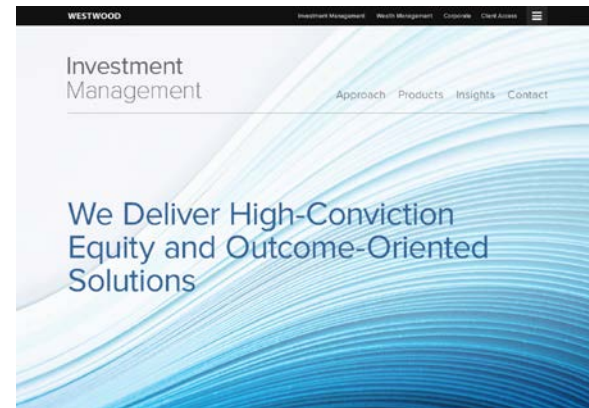 WESTWOOD
Investment Management Wealth Management Corporate Client Access
Investment
Management
Approach Products Insights Contact
We Deliver High-Conviction
Equity and Outcome-Oriented
Solutions